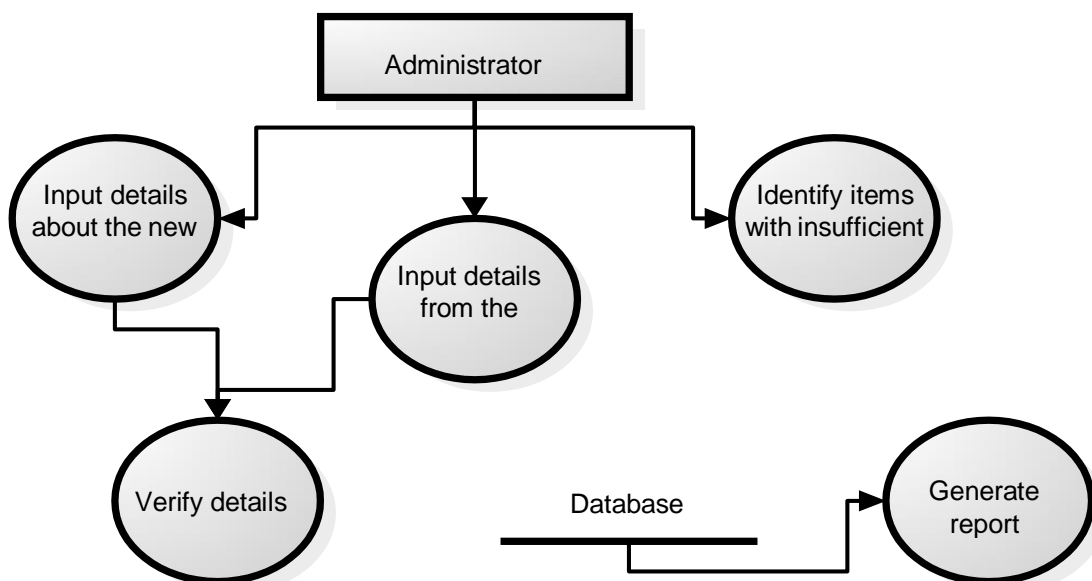 Administrator
Input details
about the new
Identify items
with insufficient
Input details
from the
Verify details
Database
Generate
report